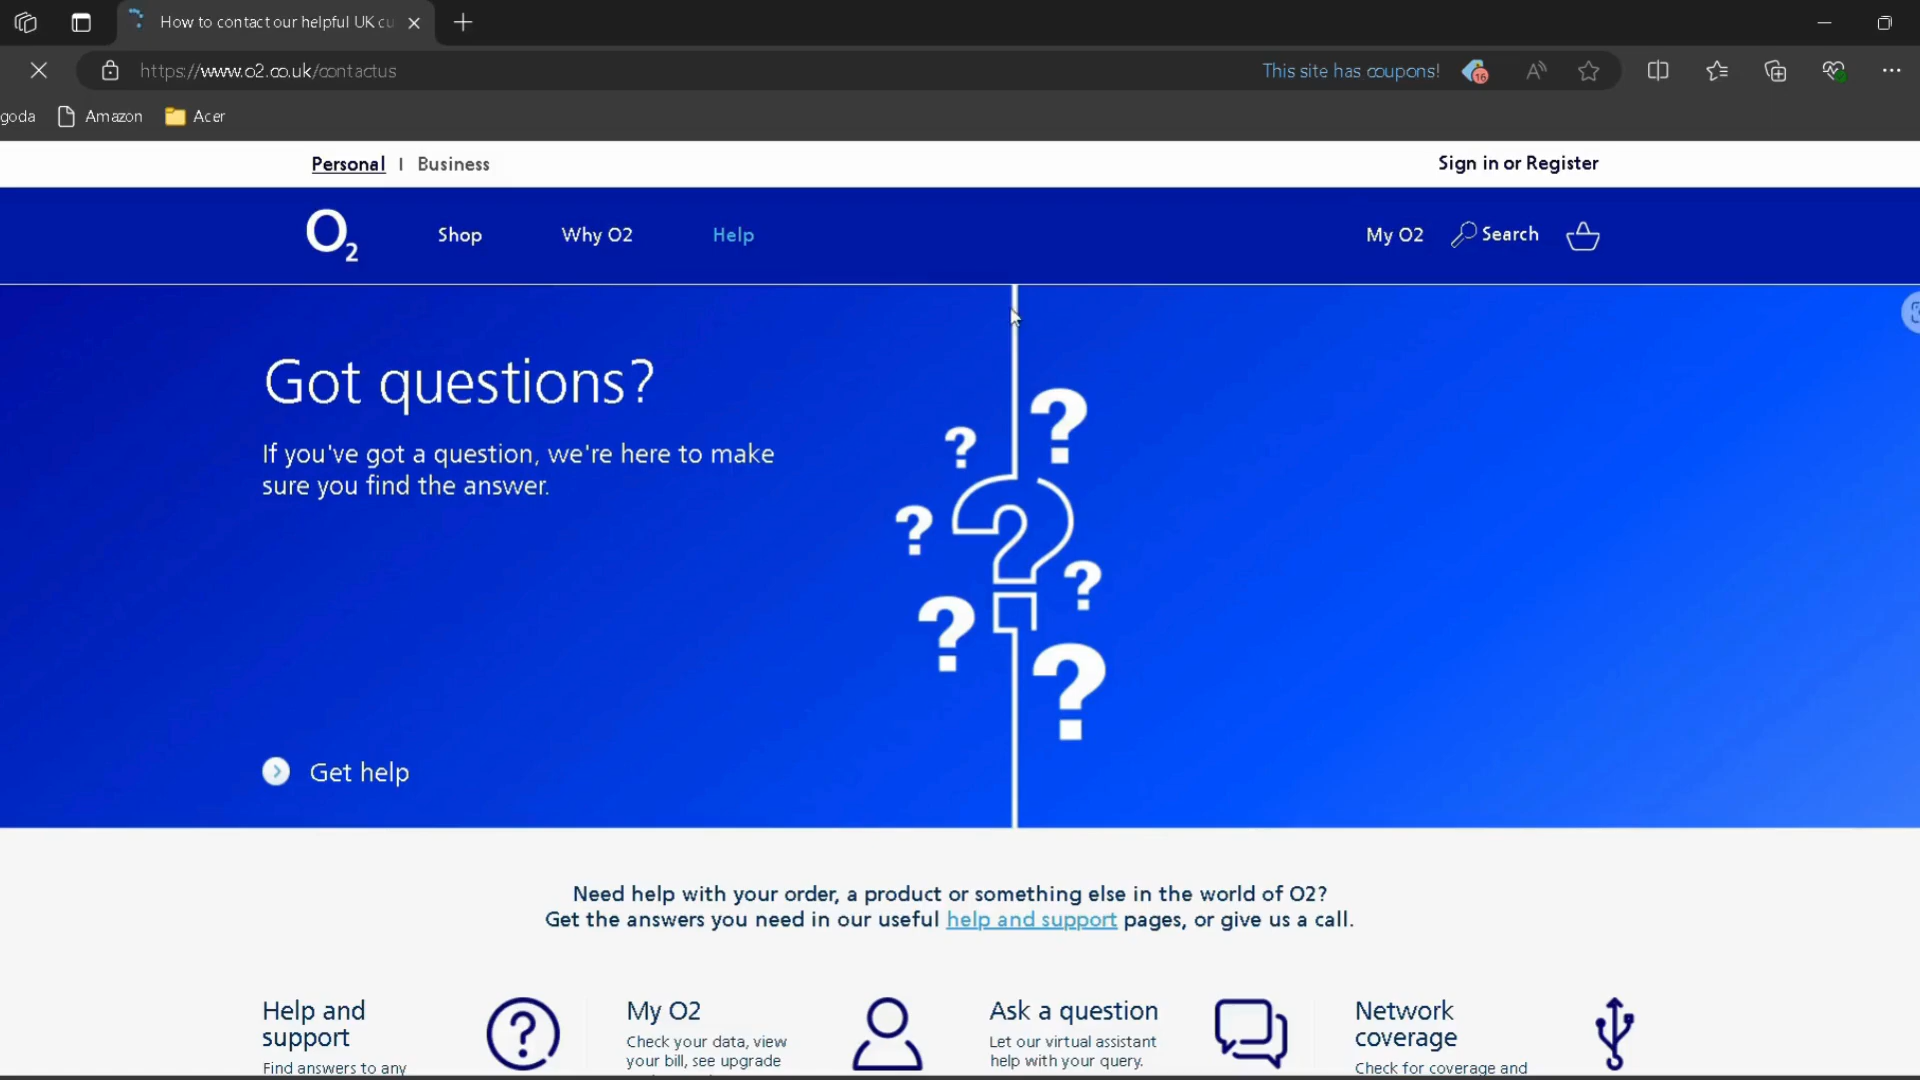 How to contact our helpful UK cu
https://www.o2.co.uk/contactus
This site has coupons!
16
goda
Amazon
Acer
Personal | Business
Sign in or Register
O2
Shop
Why O2
Help
My O2
Search
Got questions?
If you've got a question, we're here to make
sure you find the answer.
? ? ? ? ? ? ?
Get help
Need help with your order, a product or something else in the world of O2?
Get the answers you need in our useful help and support pages, or give us a call.
Help and
support
Find answers to any
?
My O2
Check your data, view
your bill, see upgrade
Ask a question
Let our virtual assistant
help with your query.
Network
coverage
Check for coverage and